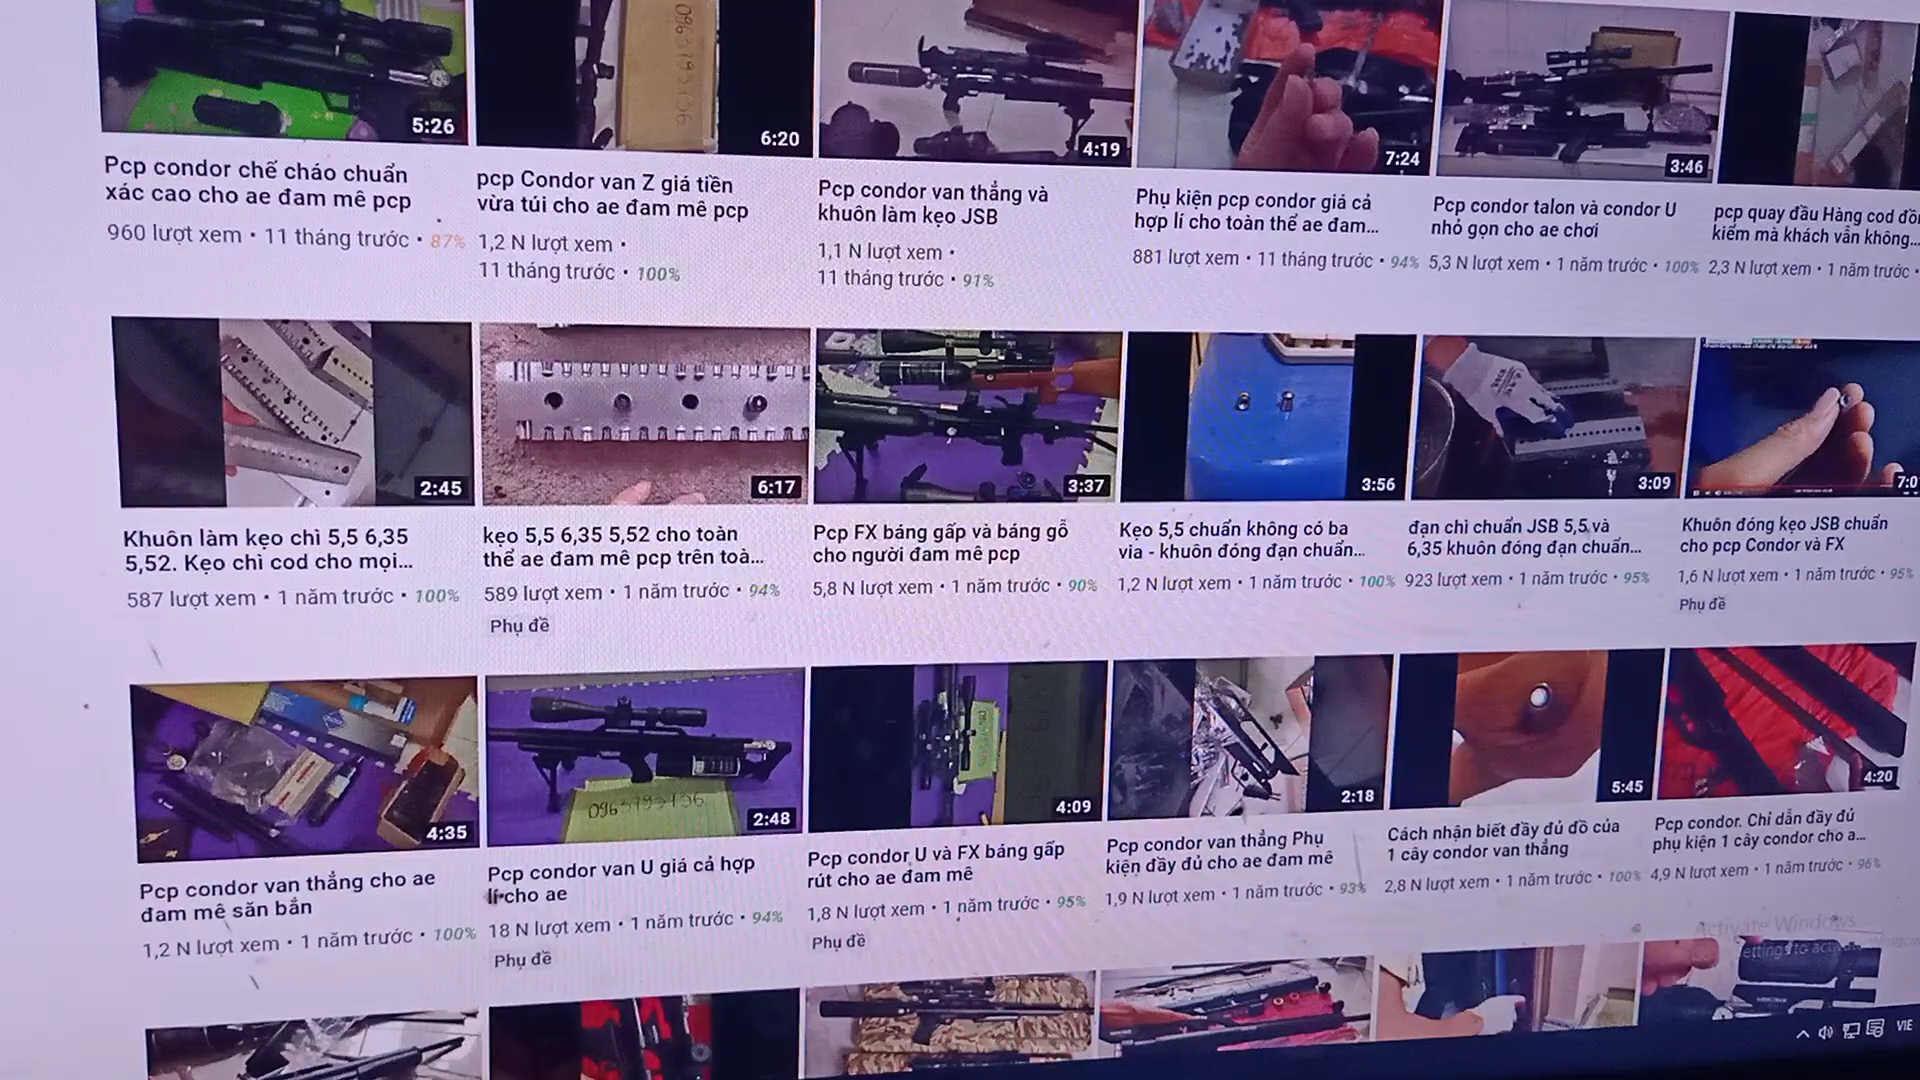 5:26
6:20
4:19
7:24
3:46
Pcp condor chế cháo chuẩn
xác cao cho ae đam mê pcp
960 lượt xem • 11 tháng trước • 87%
pcp Condor van Z giá tiền
vừa túi cho ae đam mê pcp
1,2 N lượt xem •
11 tháng trước • 100%
Pcp condor van thẳng và
khuôn làm kẹo JSB
1,1 N lượt xem •
11 tháng trước • 91%
Phụ kiện pcp condor giá cả
hợp lí cho toàn thể ae đam...
881 lượt xem • 11 tháng trước • 94%
Pcp condor talon và condor U
nhỏ gọn cho ae chơi
5,3 N lượt xem • 1 năm trước • 100%
pcp quay đầu Hàng cod
kiểm mà khách vẫn không...
2,3 N lượt xem • 1 năm trước •
2:45
6:17
3:37
3:56
3:09
7:0
Khuôn làm kẹo chì 5,5 6,35
5,52. Kẹo chì cod cho mọi...
587 lượt xem • 1 năm trước • 100%
kẹo 5,5 6,35 5,52 cho toàn
thể ae đam mê pcp trên toà...
589 lượt xem • 1 năm trước • 94%
Phụ đề
Pcp FX báng gấp và báng gỗ
cho người đam mê pcp
5,8 N lượt xem • 1 năm trước • 90%
Kẹo 5,5 chuẩn không có ba
via - khuôn đóng đạn chuẩn...
1,2 N lượt xem • 1 năm trước • 100%
đạn chì chuẩn JSB 5,5 và
6,35 khuôn đóng đạn chuẩn...
923 lượt xem • 1 năm trước • 95%
Khuôn đóng kẹo JSB chuẩn
cho pcp Condor và FX
1,6 N lượt xem • 1 năm trước • 95%
Phụ đề
4:35
0963793136
2:48
4:09
2:18
5:45
4:20
Pcp condor van thẳng cho ae
đam mê săn bắn
1,2 N lượt xem • 1 năm trước • 100%
Pcp condor van U giá cả hợp
lí cho ae
18 N lượt xem • 1 năm trước • 94%
Phụ đề
Pcp condor U và FX báng gấp
rút cho ae đam mê
1,8 N lượt xem • 1 năm trước • 95%
Phụ đề
Pcp condor van thẳng Phụ
kiện đầy đủ cho ae đam mê
1,9 N lượt xem • 1 năm trước • 93%
Cách nhận biết đầy đủ đồ của
1 cây condor van thẳng
2,8 N lượt xem • 1 năm trước • 100%
Pcp condor. Chỉ dẫn đầy đủ
phụ kiện 1 cây condor cho a...
4,9 N lượt xem • 1 năm trước • 96%
Activate Windows
VIE